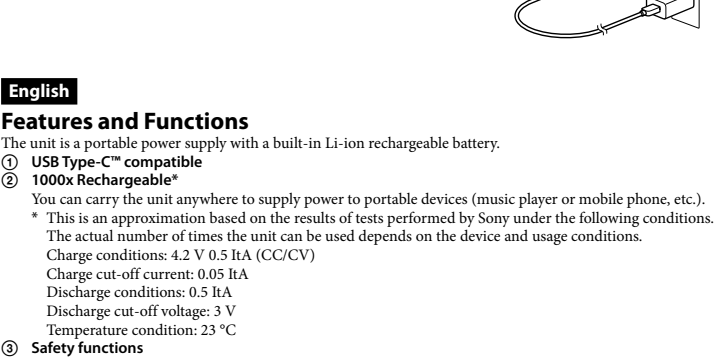 English
Features and Functions
The unit is a portable power supply with a built-in Li-ion rechargeable battery.
① USB Type-C™ compatible
② 1000x Rechargeable*
You can carry the unit anywhere to supply power to portable devices (music player or mobile phone, etc.).
* This is an approximation based on the results of tests performed by Sony under the following conditions.
The actual number of times the unit can be used depends on the device and usage conditions.
Charge conditions: 4.2 V 0.5 ItA (CC/CV)
Charge cut-off current: 0.05 ItA
Discharge conditions: 0.5 ItA
Discharge cut-off voltage: 3 V
Temperature condition: 23 °C
③ Safety functions